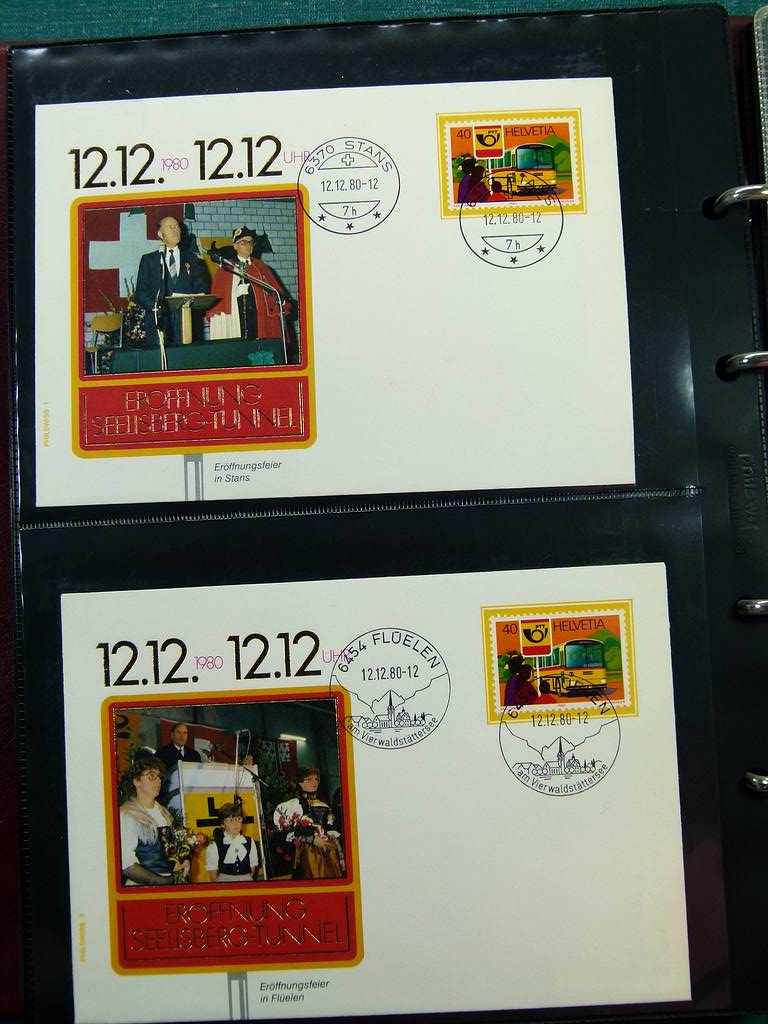 12.12. 1980 12.12 UHR
6370 STANS
12.12.80-12
7h
40 PTT HELVETIA
12.12.80-12
7h
ERÖFFNUNG
SEELISBERG-TUNNEL
PHILSWISS 1
Eröffnungsfeier
in Stans
12.12. 1980 12.12 UHR
6454 FLÜELEN
12.12.80-12
am Vierwaldstättersee
40 PTT HELVETIA
12.12.80-12
am Vierwaldstättersee
ERÖFFNUNG
SEELISBERG-TUNNEL
Eröffnungsfeier
in Flüelen